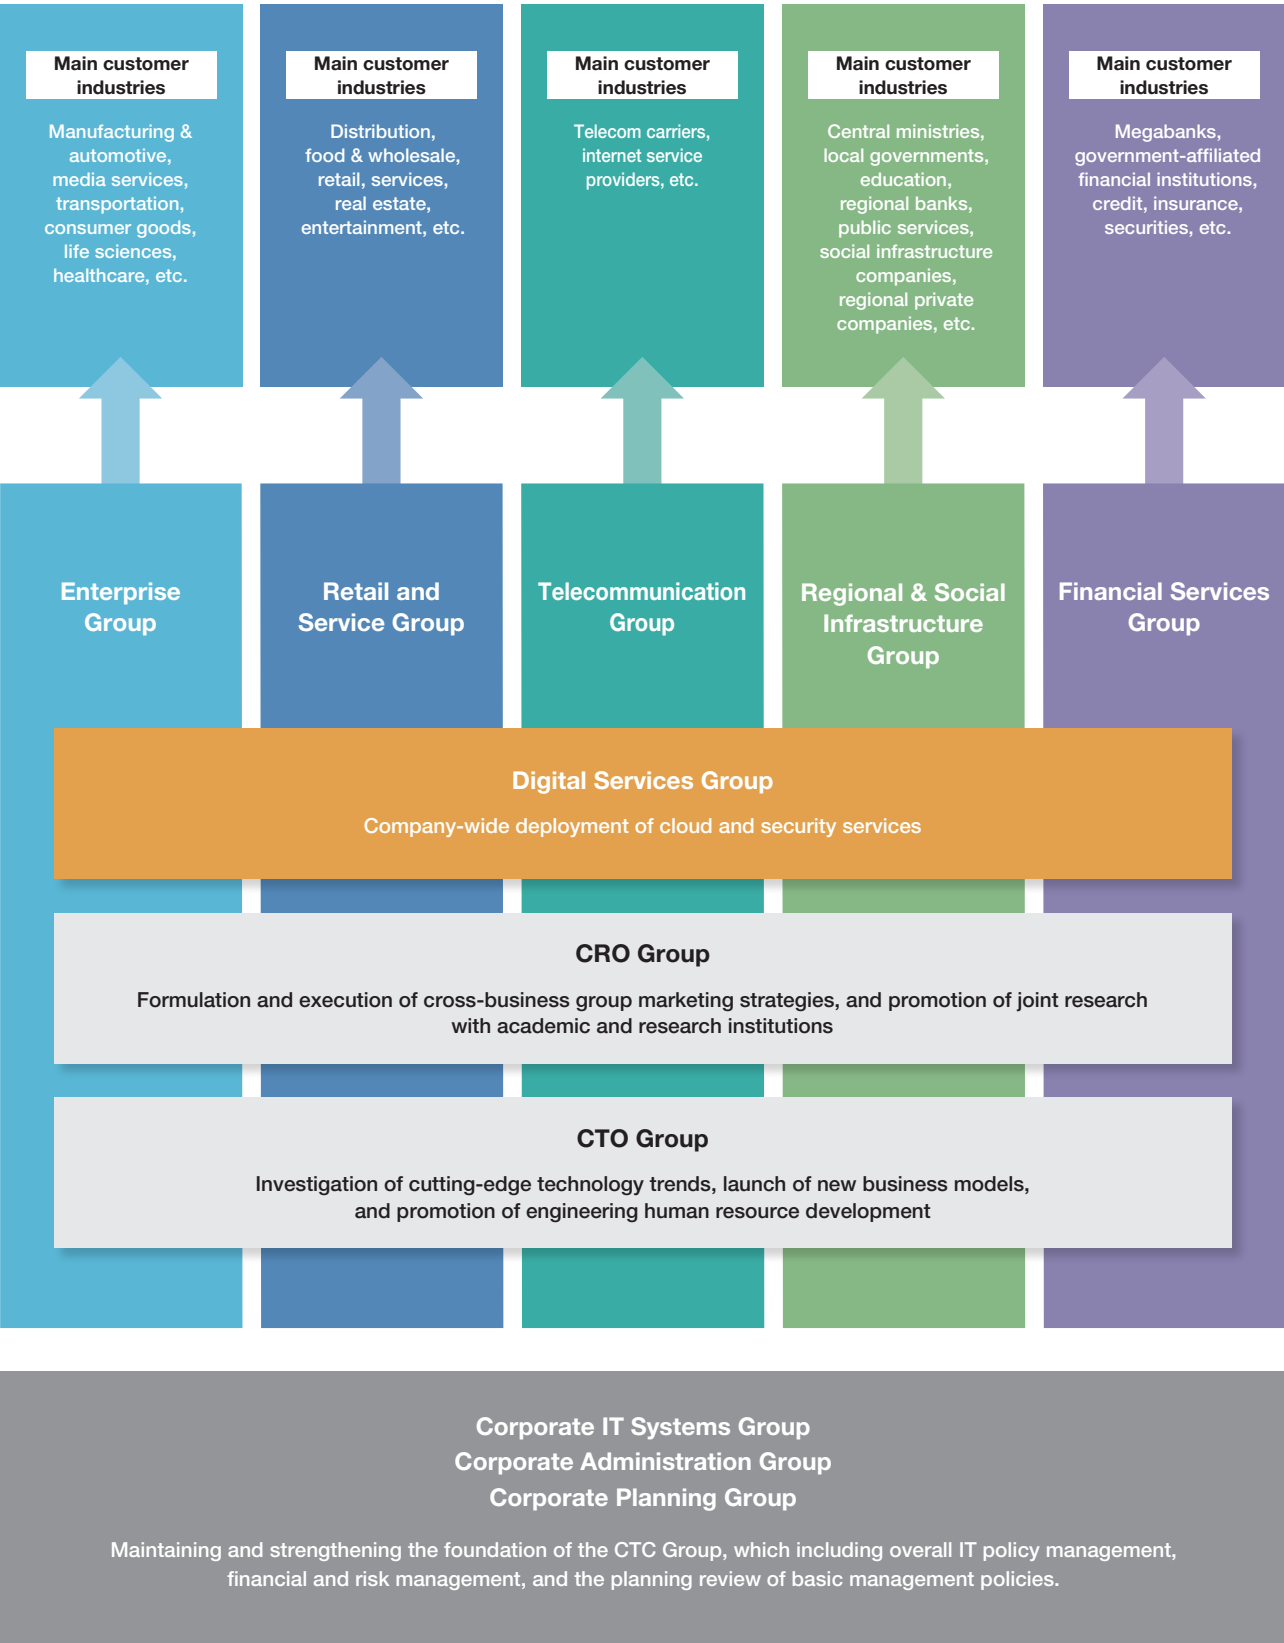 Main customer
industries
Manufacturing &
automotive,
media services,
transportation,
consumer goods,
life sciences,
healthcare, etc.
Main customer
industries
Distribution,
food & wholesale,
retail, services,
real estate,
entertainment, etc.
Main customer
industries
Telecom carriers,
internet service
providers, etc.
Main customer
industries
Central ministries,
local governments,
education,
regional banks,
public services,
social infrastructure
companies,
regional private
companies, etc.
Main customer
industries
Megabanks,
government-affiliated
financial institutions,
credit, insurance,
securities, etc.
Enterprise
Group
Retail and
Service Group
Telecommunication
Group
Regional & Social
Infrastructure
Group
Financial Services
Group
Digital Services Group
Company-wide deployment of cloud and security services
CRO Group
Formulation and execution of cross-business group marketing strategies, and promotion of joint research
with academic and research institutions
CTO Group
Investigation of cutting-edge technology trends, launch of new business models,
and promotion of engineering human resource development
Corporate IT Systems Group
Corporate Administration Group
Corporate Planning Group
Maintaining and strengthening the foundation of the CTC Group, which including overall IT policy management,
financial and risk management, and the planning review of basic management policies.